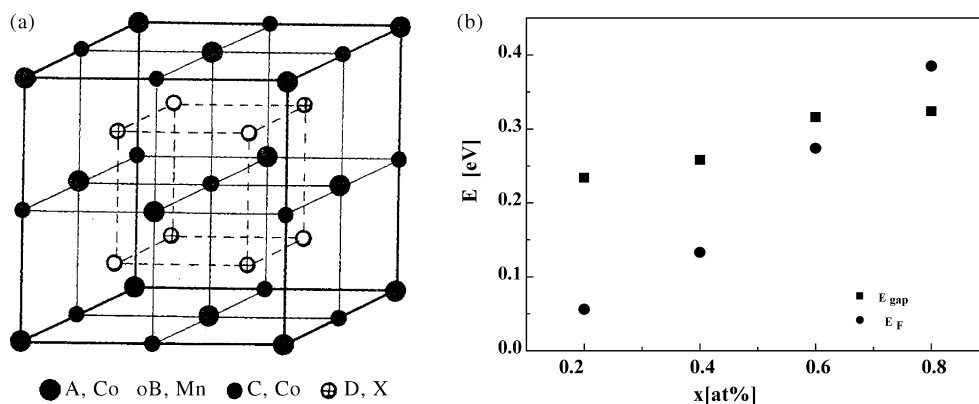 (a)
A, Co oB, Mn C, Co D, X
(b)
E [eV]
0.4
0.3
0.2
0.1
0.0
E gap
E F
0.2 0.4 0.6 0.8
x[at%]